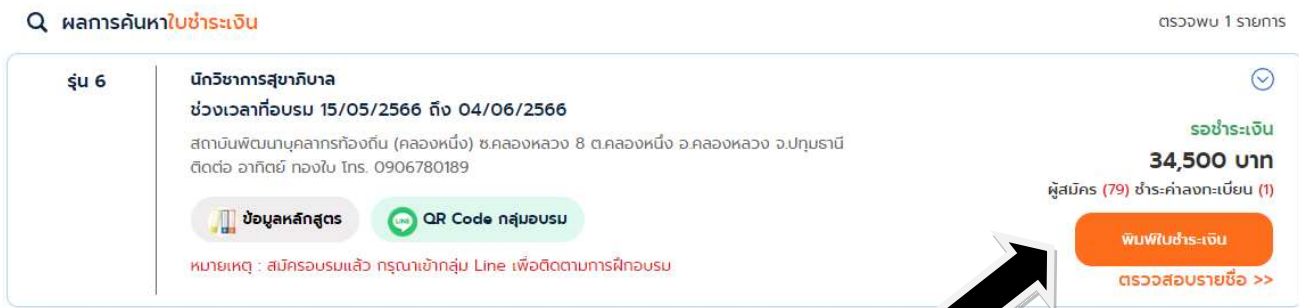 ผลการค้นหาใบชำระเงิน
ตรวจพบ 1 รายการ
รุ่น 6
นักวิชาการสุขาภิบาล
ช่วงเวลาที่อบรม 15/05/2566 ถึง 04/06/2566
สถาบันพัฒนาบุคลากรท้องถิ่น (คลองหนึ่ง) ซ.คลองหลวง 8 ต.คลองหนึ่ง อ.คลองหลวง จ.ปทุมธานี
ติดต่อ อาทิตย์ ทองใบ โทร. 0906780189
รอชำระเงิน
34,500 บาท
ผู้สมัคร (79) ชำระค่าลงทะเบียน (1)
ข้อมูลหลักสูตร
LINE
QR Code กลุ่มอบรม
พิมพ์ใบชำระเงิน
หมายเหตุ : สมัครอบรมแล้ว กรุณาเข้ากลุ่ม Line เพื่อติดตามการฝึกอบรม
ตรวจสอบรายชื่อ >>